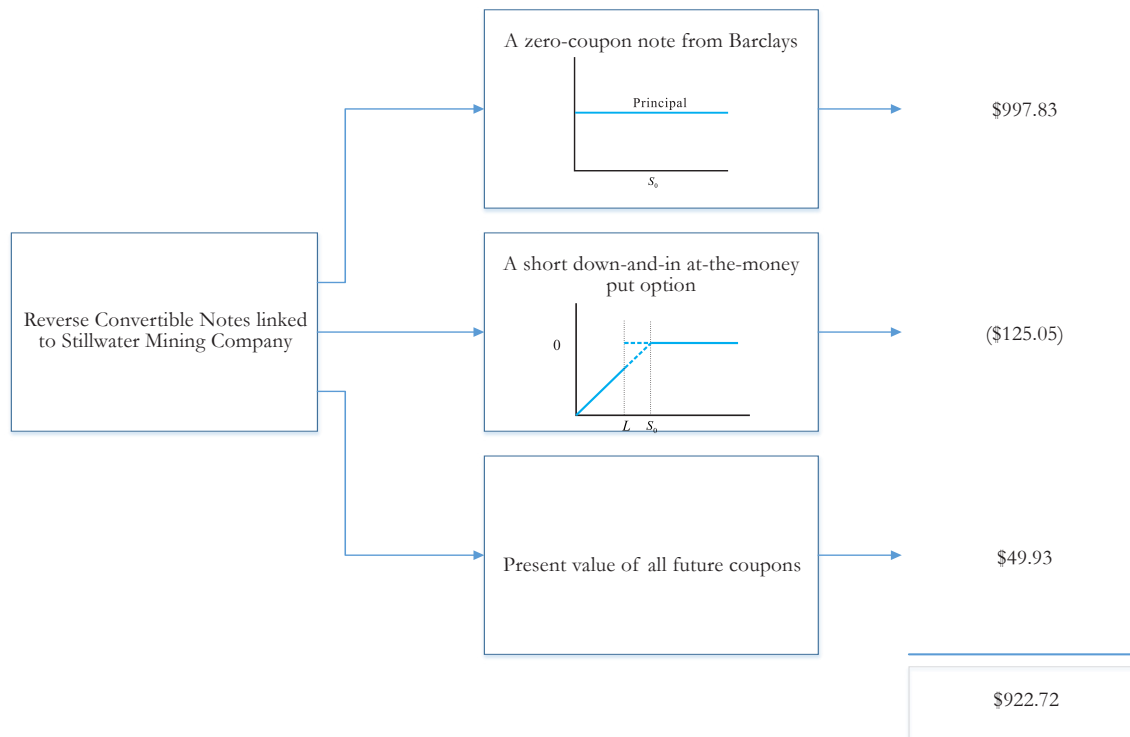 A zero-coupon note from Barclays
Principal
S₀
$997.83
Reverse Convertible Notes linked
to Stillwater Mining Company
A short down-and-in at-the-money
put option
0
L S₀
($125.05)
Present value of all future coupons
$49.93
$922.72